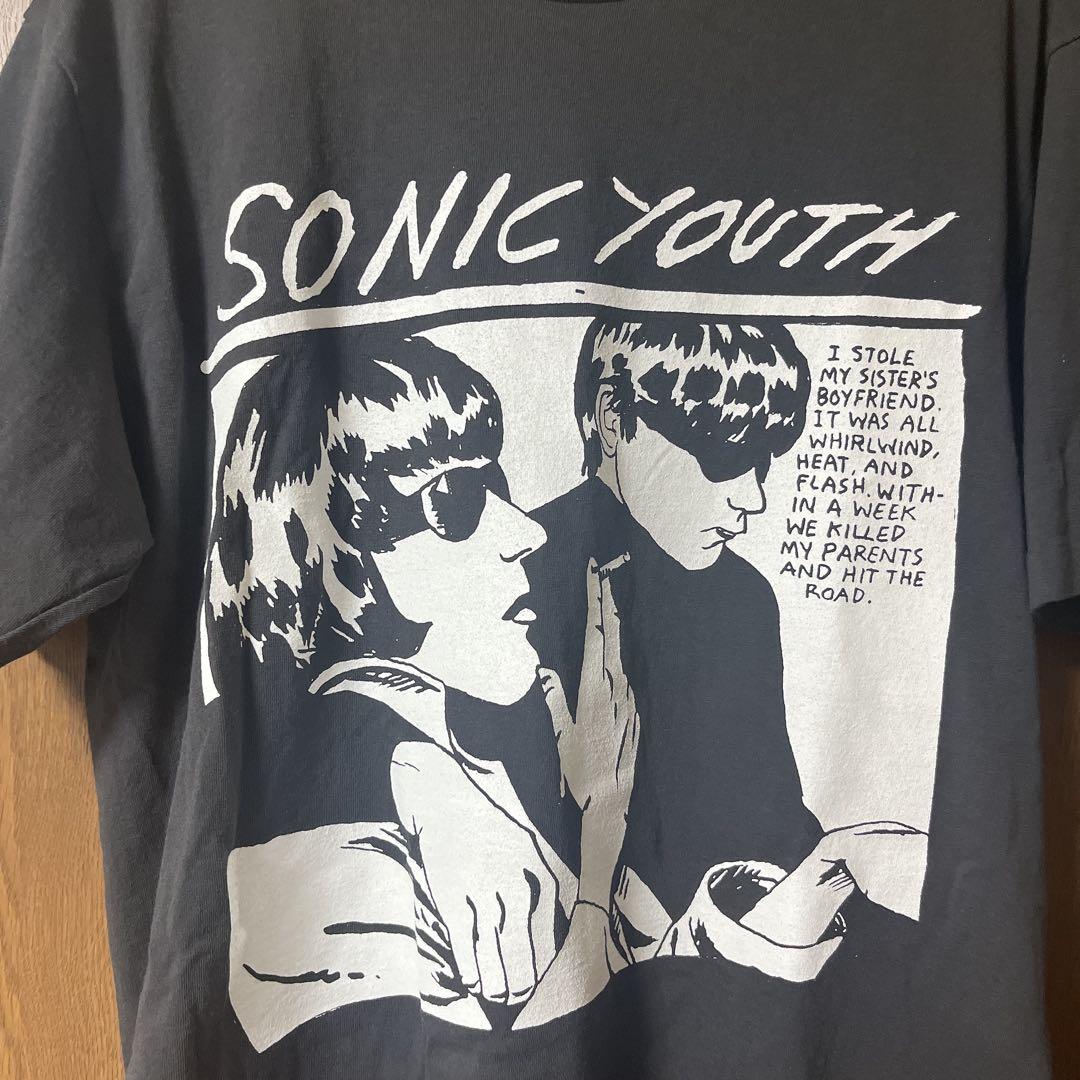 SONIC YOUTH
I STOLE
MY SISTER'S
BOYFRIEND.
IT WAS ALL
WHIRLWIND,
HEAT, AND
FLASH. WITH-
IN A WEEK
WE KILLED
MY PARENTS
AND HIT THE
ROAD.